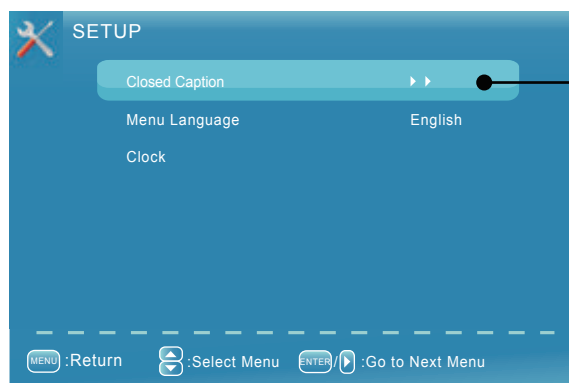 SETUP
Closed Caption
Menu Language English
Clock
MENU :Return :Select Menu ENTER / :Go to Next Menu